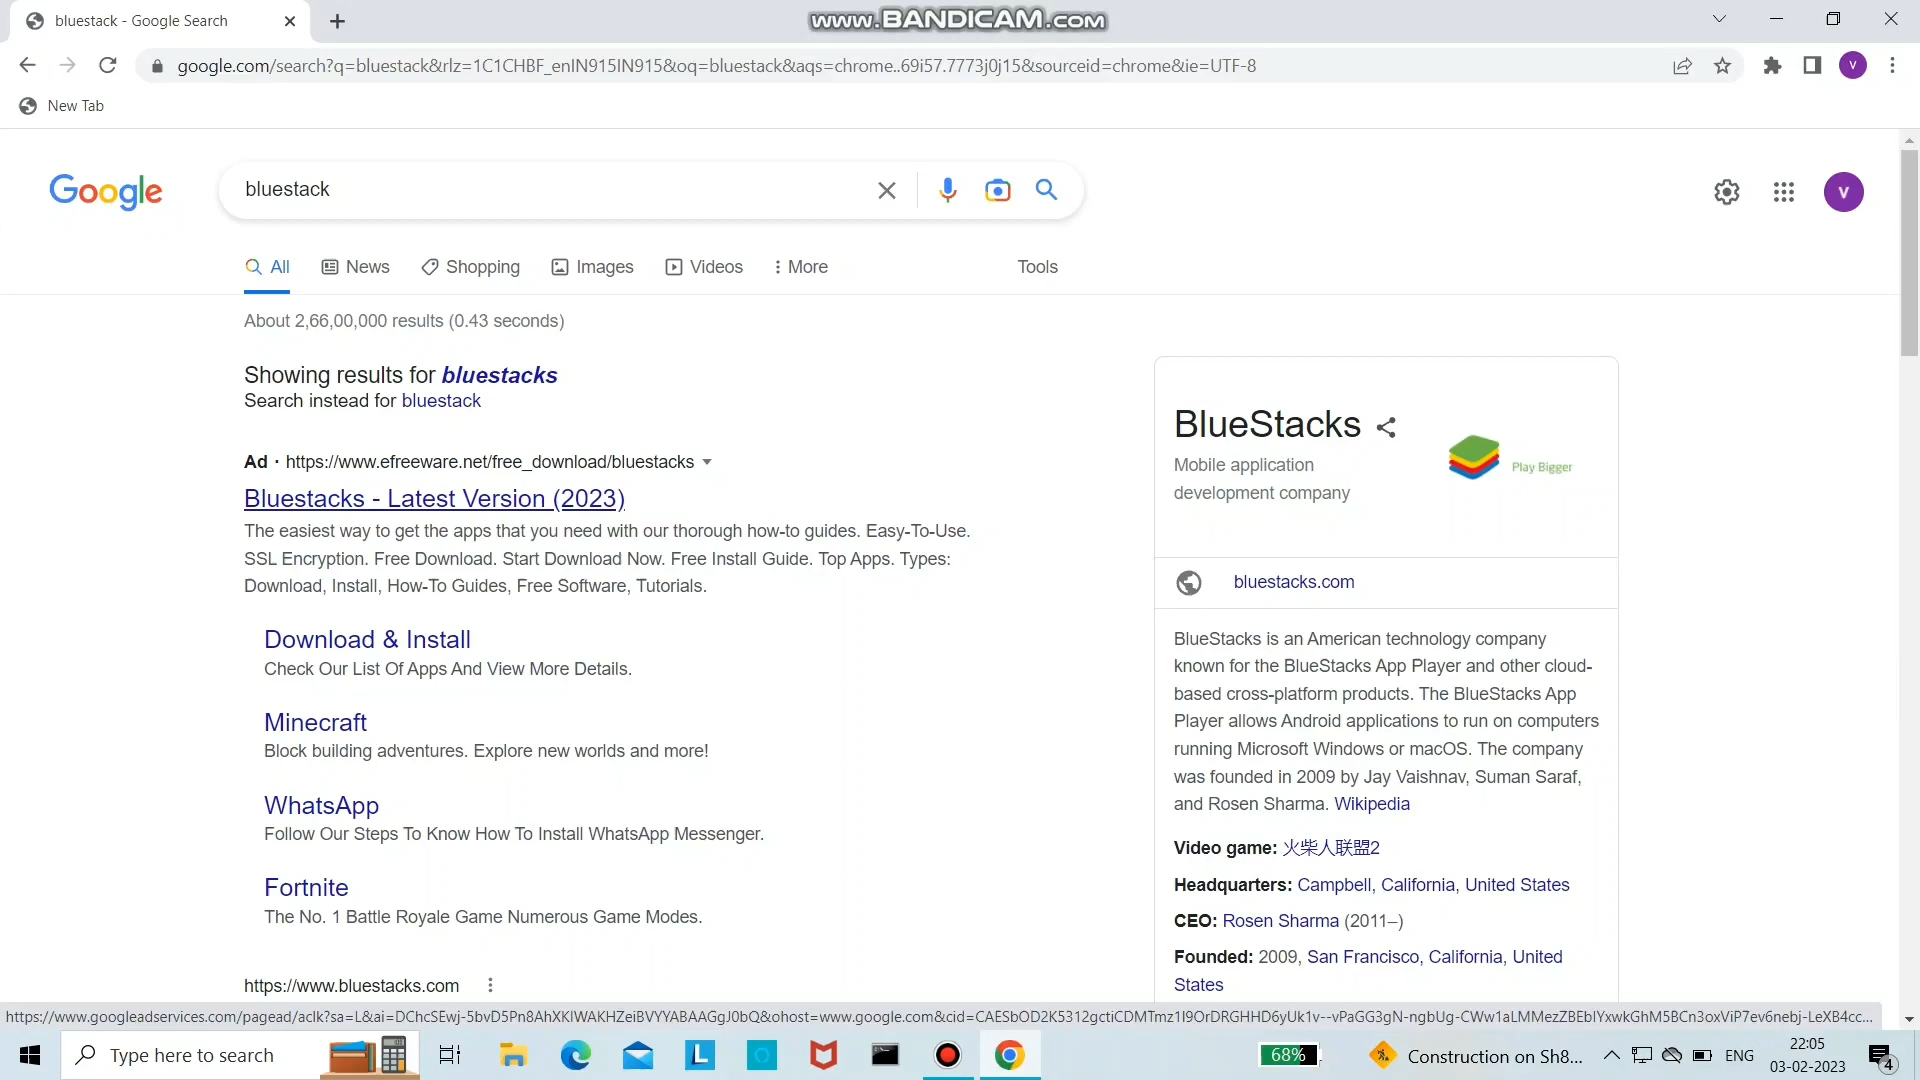 bluestack - Google Search
www.BANDICAM.com
google.com/search?q=bluestack&rlz=1C1CHBF_enIN915IN915&oq=bluestack&aqs=chrome..69i57.7773j0j15&sourceid=chrome&ie=UTF-8
V
New Tab
Google
bluestack
V
All
News
Shopping
Images
Videos
More
Tools
About 2,66,00,000 results (0.43 seconds)
Showing results for bluestacks
Search instead for bluestack
Ad · https://www.efreeware.net/free_download/bluestacks
Bluestacks - Latest Version (2023)
The easiest way to get the apps that you need with our thorough how-to guides. Easy-To-Use.
SSL Encryption. Free Download. Start Download Now. Free Install Guide. Top Apps. Types:
Download, Install, How-To Guides, Free Software, Tutorials.
Download & Install
Check Our List Of Apps And View More Details.
Minecraft
Block building adventures. Explore new worlds and more!
WhatsApp
Follow Our Steps To Know How To Install WhatsApp Messenger.
Fortnite
The No. 1 Battle Royale Game Numerous Game Modes.
https://www.bluestacks.com
BlueStacks
Mobile application
development company
Play Bigger
bluestacks.com
BlueStacks is an American technology company
known for the BlueStacks App Player and other cloud-
based cross-platform products. The BlueStacks App
Player allows Android applications to run on computers
running Microsoft Windows or macOS. The company
was founded in 2009 by Jay Vaishnav, Suman Saraf,
and Rosen Sharma. Wikipedia
Video game: 火柴人联盟2
Headquarters: Campbell, California, United States
CEO: Rosen Sharma (2011–)
Founded: 2009, San Francisco, California, United
States
Type here to search
L
68%
Construction on Sh8...
ENG
22:05
03-02-2023
4